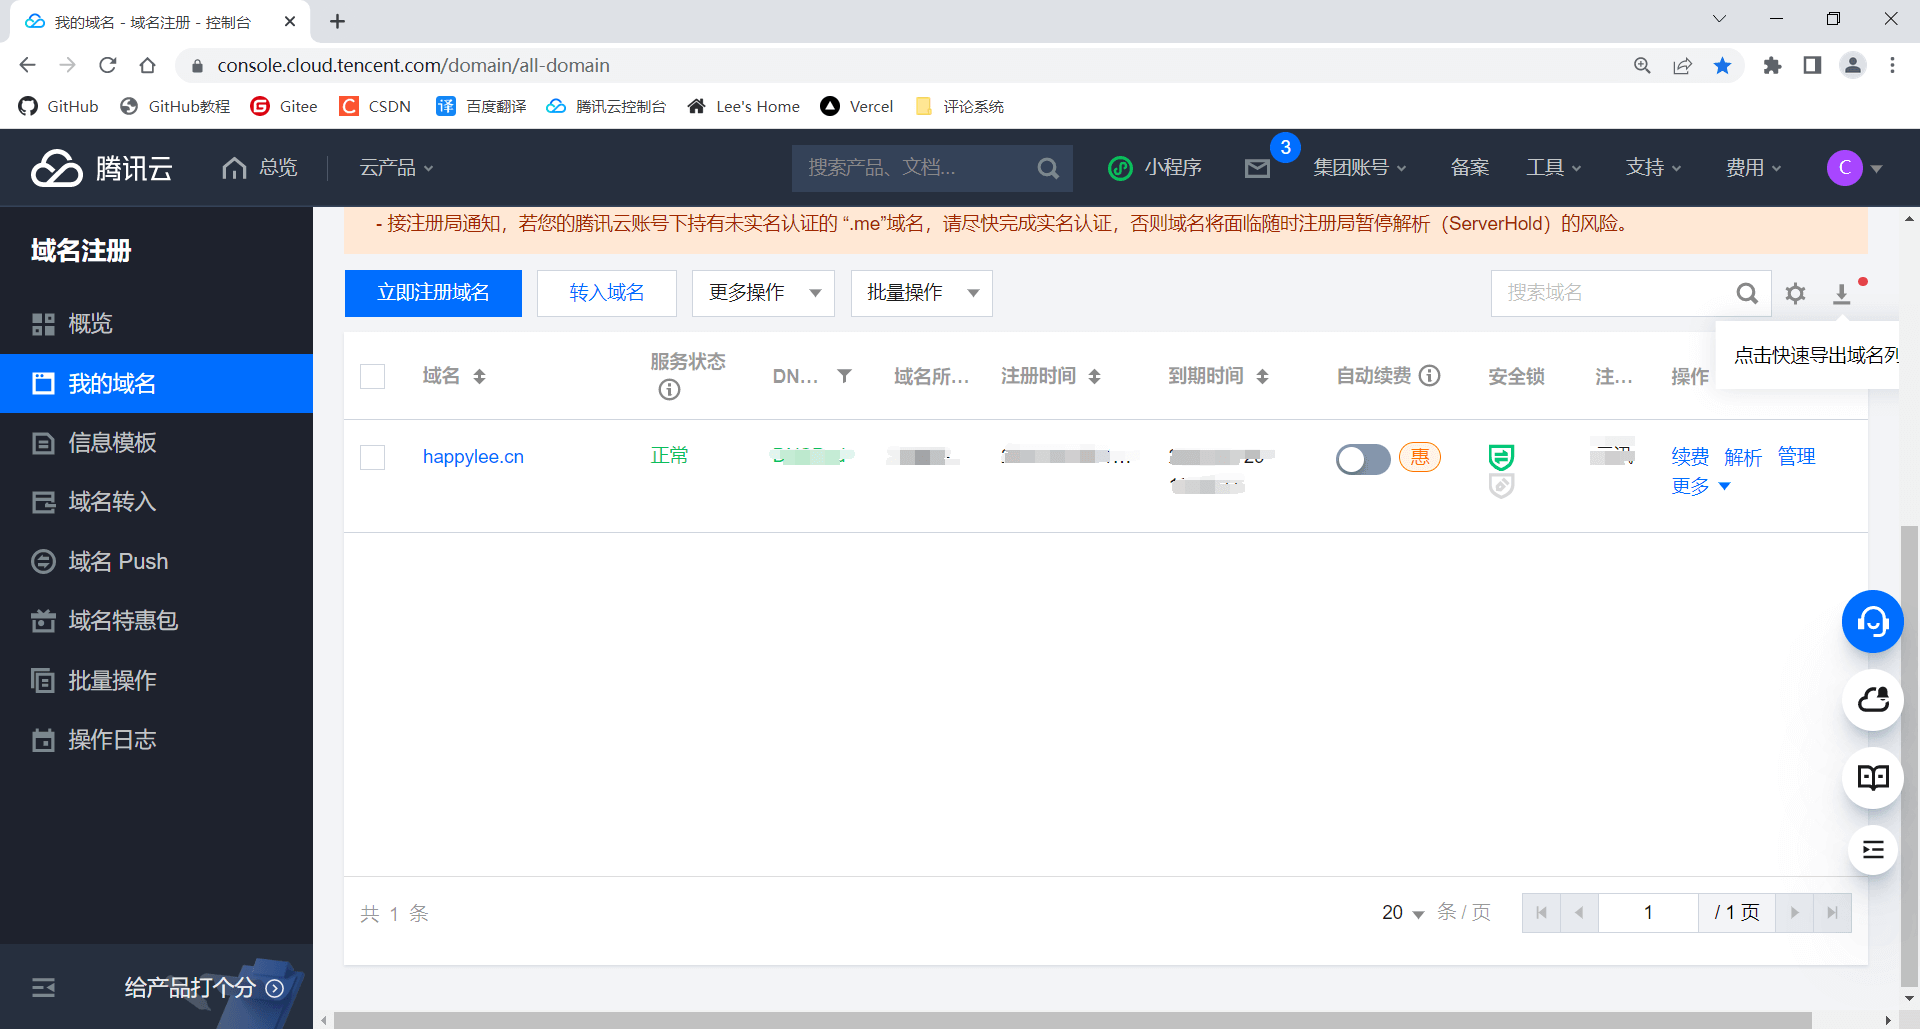 我的域名 - 域名注册 - 控制台
console.cloud.tencent.com/domain/all-domain
GitHub GitHub教程 Gitee CSDN 译 百度翻译 腾讯云控制台 Lee's Home Vercel 评论系统
腾讯云 总览 云产品 搜索产品、文档... 小程序 3 集团账号 备案 工具 支持 费用 C
域名注册
概览
我的域名
信息模板
域名转入
域名 Push
域名特惠包
批量操作
操作日志
给产品打个分
- 接注册局通知，若您的腾讯云账号下持有未实名认证的 “.me”域名，请尽快完成实名认证，否则域名将面临随时注册局暂停解析（ServerHold）的风险。
立即注册域名 转入域名 更多操作 批量操作 搜索域名
点击快速导出域名列
域名 服务状态 DN... 域名所... 注册时间 到期时间 自动续费 安全锁 注... 操作
happylee.cn 正常 惠 续费 解析 管理
更多
共 1 条 20 条 / 页 1 / 1 页